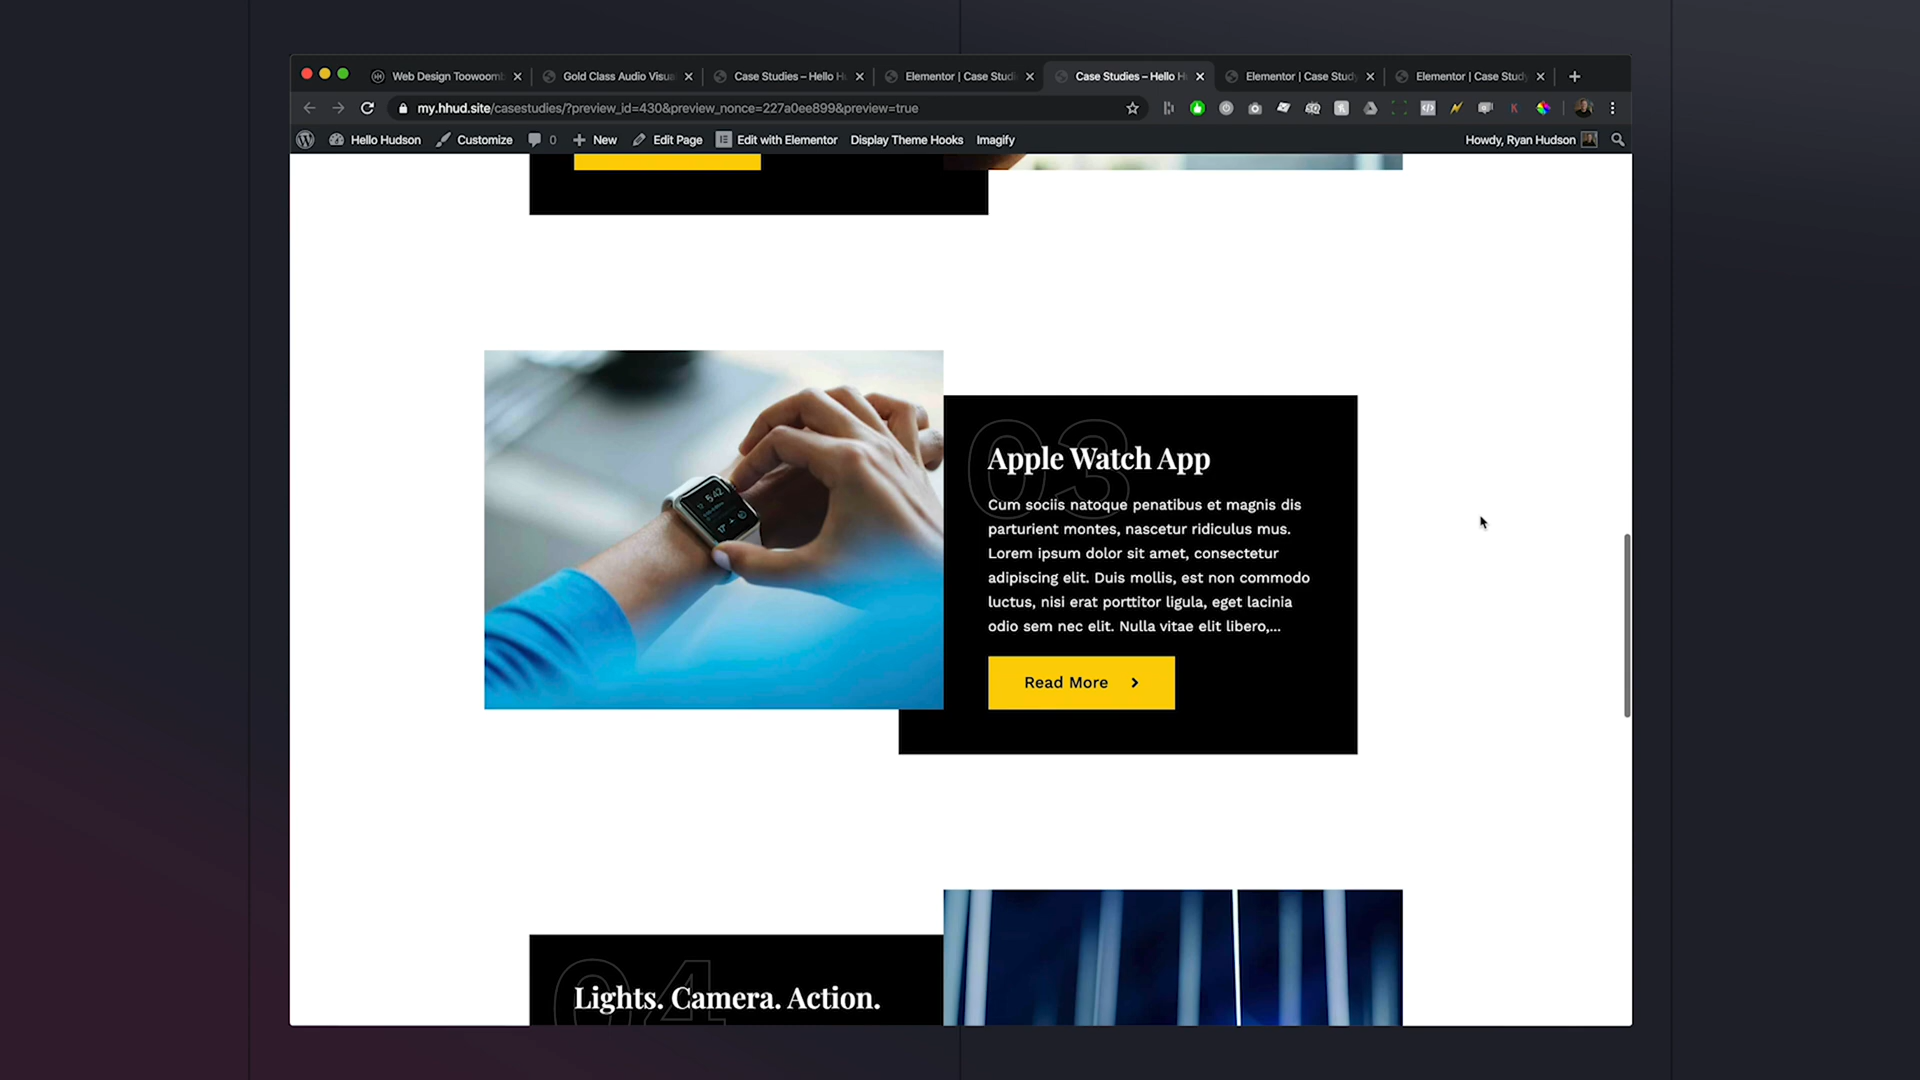 Web Design Toowoom
Gold Class Audio Visua
Case Studies – Hello H
Elementor | Case Studi
Case Studies – Hello H
Elementor | Case Study
Elementor | Case Study
my.hhud.site/casestudies/?preview_id=430&preview_nonce=227a0ee899&preview=true
Hello Hudson Customize 0 New Edit Page Edit with Elementor Display Theme Hooks Imagify Howdy, Ryan Hudson
03
Apple Watch App
Cum sociis natoque penatibus et magnis dis
parturient montes, nascetur ridiculus mus.
Lorem ipsum dolor sit amet, consectetur
adipiscing elit. Duis mollis, est non commodo
luctus, nisi erat porttitor ligula, eget lacinia
odio sem nec elit. Nulla vitae elit libero,...
Read More
5:42
04
Lights. Camera. Action.